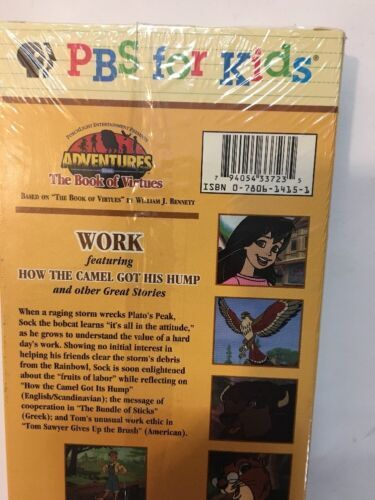 PBS for Kids®
PORCHLIGHT ENTERTAINMENT PRESENTS
ADVENTURES
FROM
The Book of Virtues
BASED ON "THE BOOK OF VIRTUES" BY WILLIAM J. BENNETT
7 94054 33723 5
ISBN 0-7806-1415-1
WORK
featuring
HOW THE CAMEL GOT HIS HUMP
and other Great Stories
When a raging storm wrecks Plato's Peak,
Sock the bobcat learns "it's all in the attitude,"
as he grows to understand the value of a hard
day's work. Showing no initial interest in
helping his friends clear the storm's debris
from the Rainbowl, Sock is soon enlightened
about the "fruits of labor" while reflecting on
"How the Camel Got Its Hump"
(English/Scandinavian); the message of
cooperation in "The Bundle of Sticks"
(Greek); and Tom's unusual work ethic in
"Tom Sawyer Gives Up the Brush" (American).